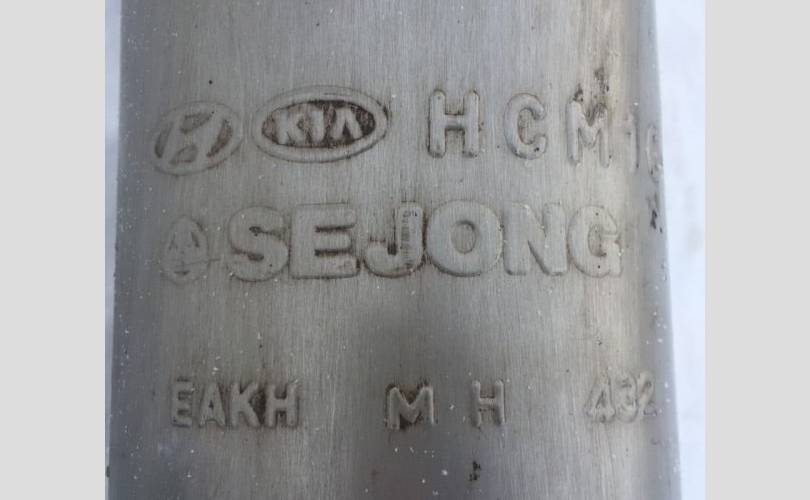 KIA HCM
SEJONG
EAKH MH 432